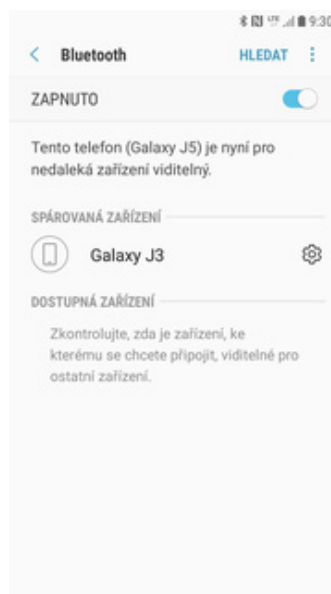 LTE 9:30
Bluetooth HLEDAT
ZAPNUTO
Tento telefon (Galaxy J5) je nyní pro
nedaleká zařízení viditelný.
SPÁROVANÁ ZAŘÍZENÍ
Galaxy J3
DOSTUPNÁ ZAŘÍZENÍ
Zkontrolujte, zda je zařízení, ke
kterému se chcete připojit, viditelné pro
ostatní zařízení.